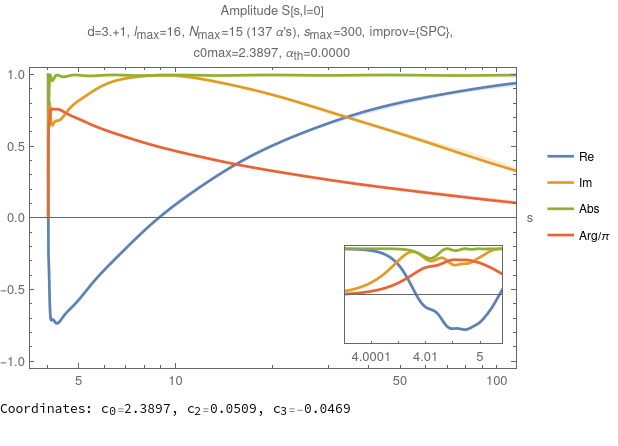 Amplitude S[s,l=0]
d=3.+1, lmax=16, Nmax=15 (137 α's), smax=300, improv={SPC},
c0max=2.3897, αth=0.0000
1.0
0.5
0.0
-0.5
-1.0
5
10
50
100
s
Re
Im
Abs
Arg/π
4.0001
4.01
5
Coordinates: c0=2.3897, c2=0.0509, c3=-0.0469